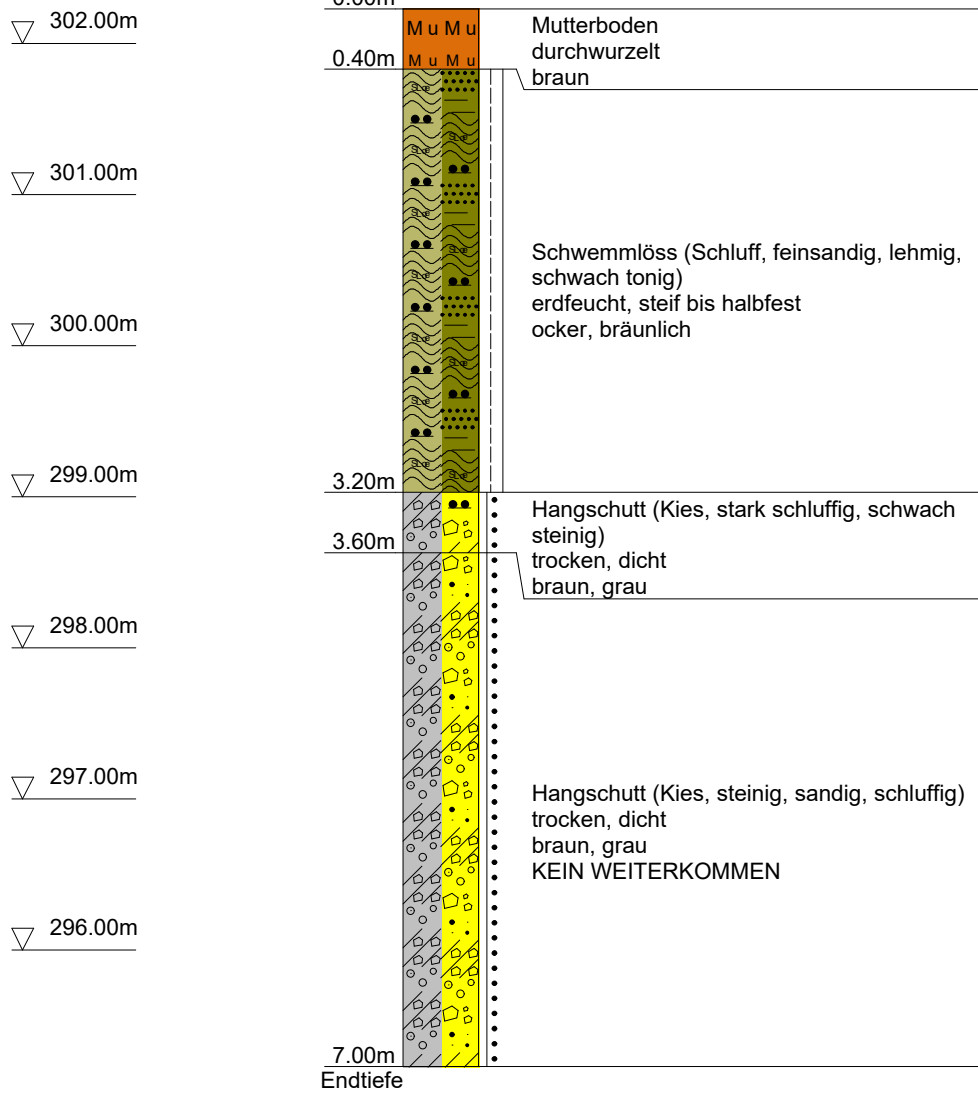 0.00m
302.00m
M u M u
Mutterboden
durchwurzelt
0.40m
M u M u
braun
301.00m
Schwemmlöss (Schluff, feinsandig, lehmig,
schwach tonig)
erdfeucht, steif bis halbfest
ocker, bräunlich
300.00m
299.00m
3.20m
Hangschutt (Kies, stark schluffig, schwach
steinig)
3.60m
trocken, dicht
braun, grau
298.00m
297.00m
Hangschutt (Kies, steinig, sandig, schluffig)
trocken, dicht
braun, grau
KEIN WEITERKOMMEN
296.00m
7.00m
Endtiefe